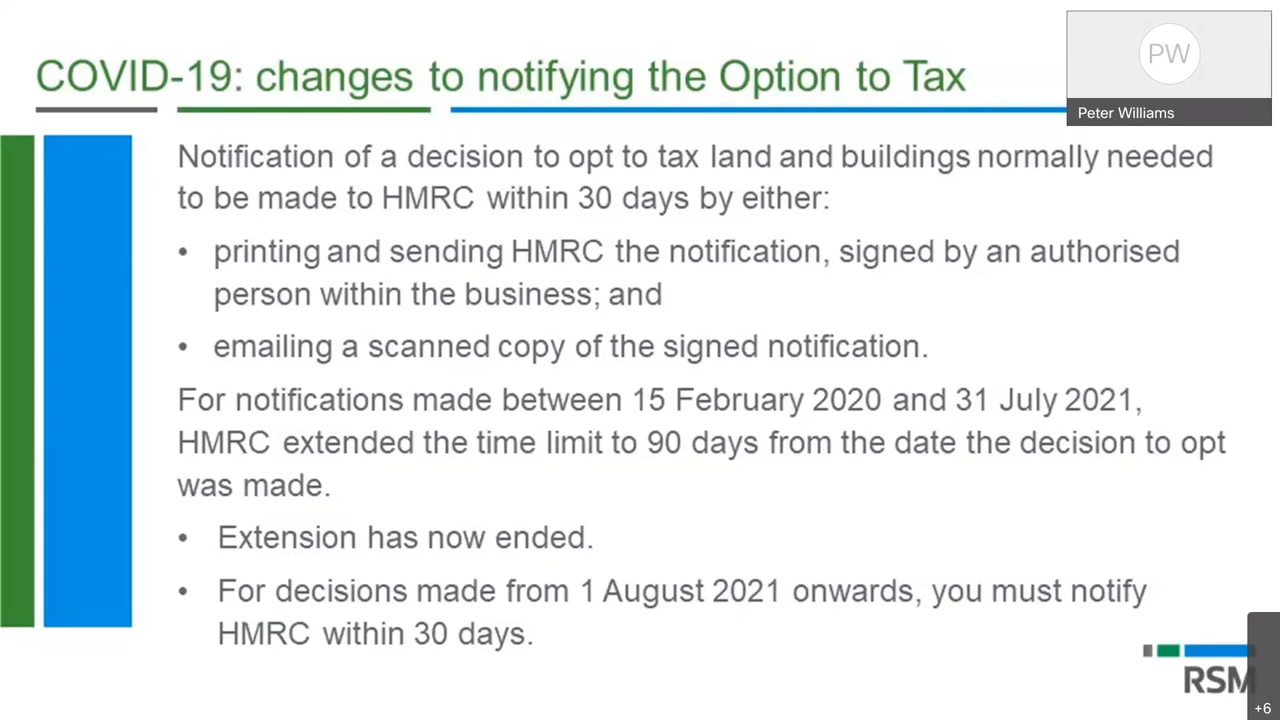 COVID-19: changes to notifying the Option to Tax
PW
Peter Williams
Notification of a decision to opt to tax land and buildings normally needed
to be made to HMRC within 30 days by either:
• printing and sending HMRC the notification, signed by an authorised
person within the business; and
• emailing a scanned copy of the signed notification.
For notifications made between 15 February 2020 and 31 July 2021,
HMRC extended the time limit to 90 days from the date the decision to opt
was made.
• Extension has now ended.
• For decisions made from 1 August 2021 onwards, you must notify
HMRC within 30 days.
RSM
+6